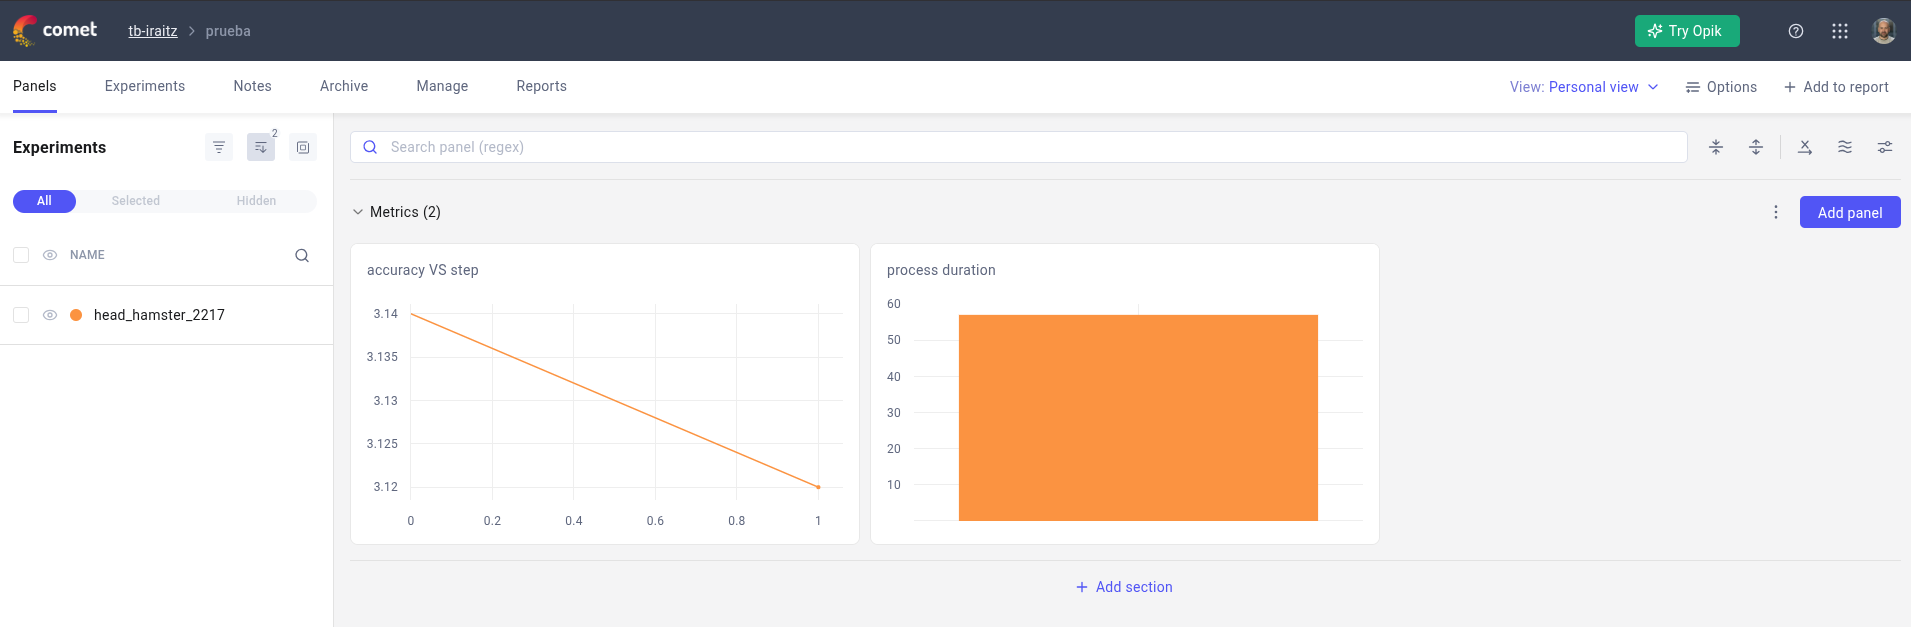 comet tb-iraitz > prueba Try Opik
Panels Experiments Notes Archive Manage Reports View: Personal view Options + Add to report
Experiments 2
Search panel (regex)
All Selected Hidden
Metrics (2) Add panel
NAME
head_hamster_2217
accuracy VS step
3.14
3.135
3.13
3.125
3.12
0 0.2 0.4 0.6 0.8 1
process duration
60
50
40
30
20
10
+ Add section